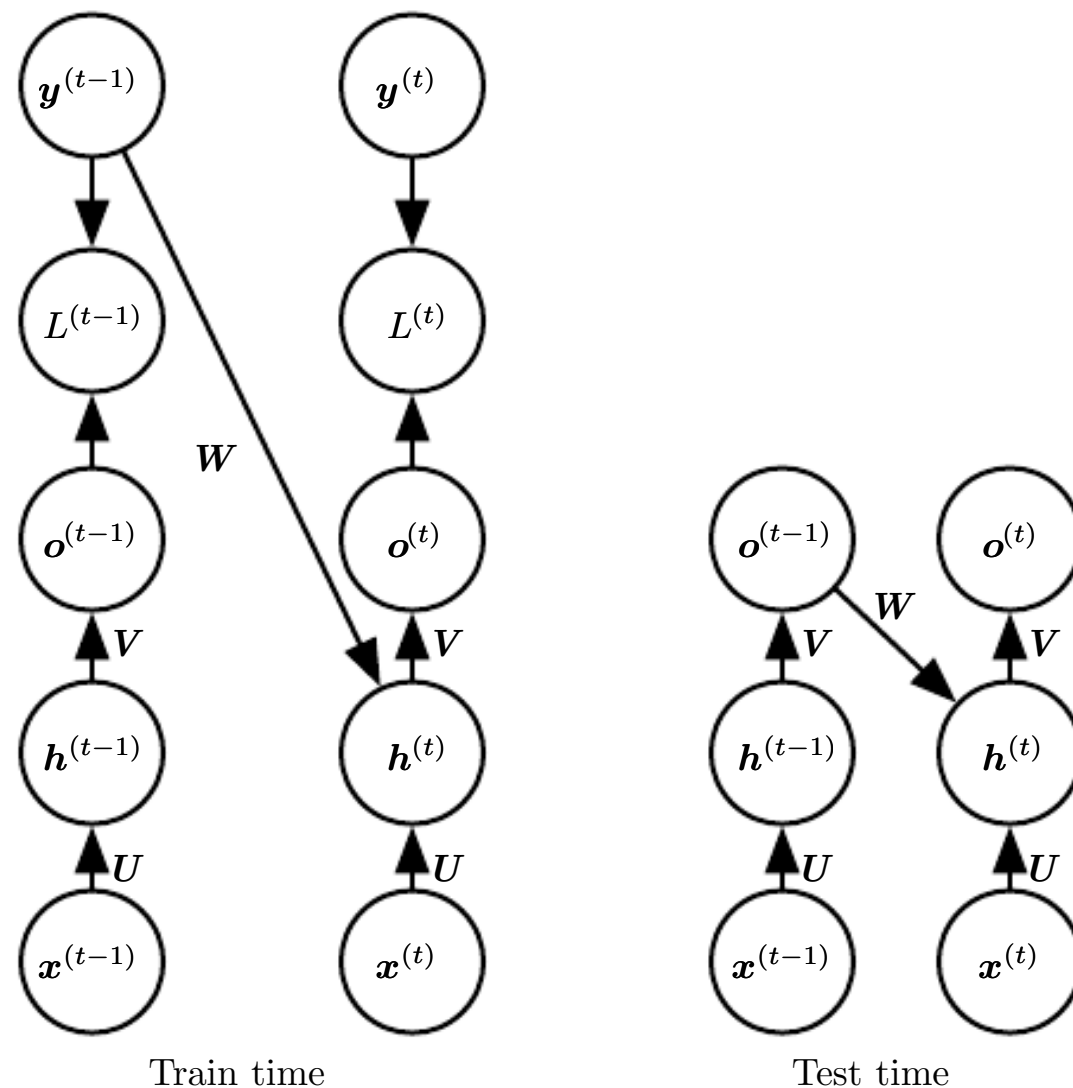 y^(t−1) y^(t)
L^(t−1) L^(t)
W
o^(t−1) o^(t) o^(t−1) o^(t)
W
V V V V
h^(t−1) h^(t) h^(t−1) h^(t)
U U U U
x^(t−1) x^(t) x^(t−1) x^(t)
Train time Test time